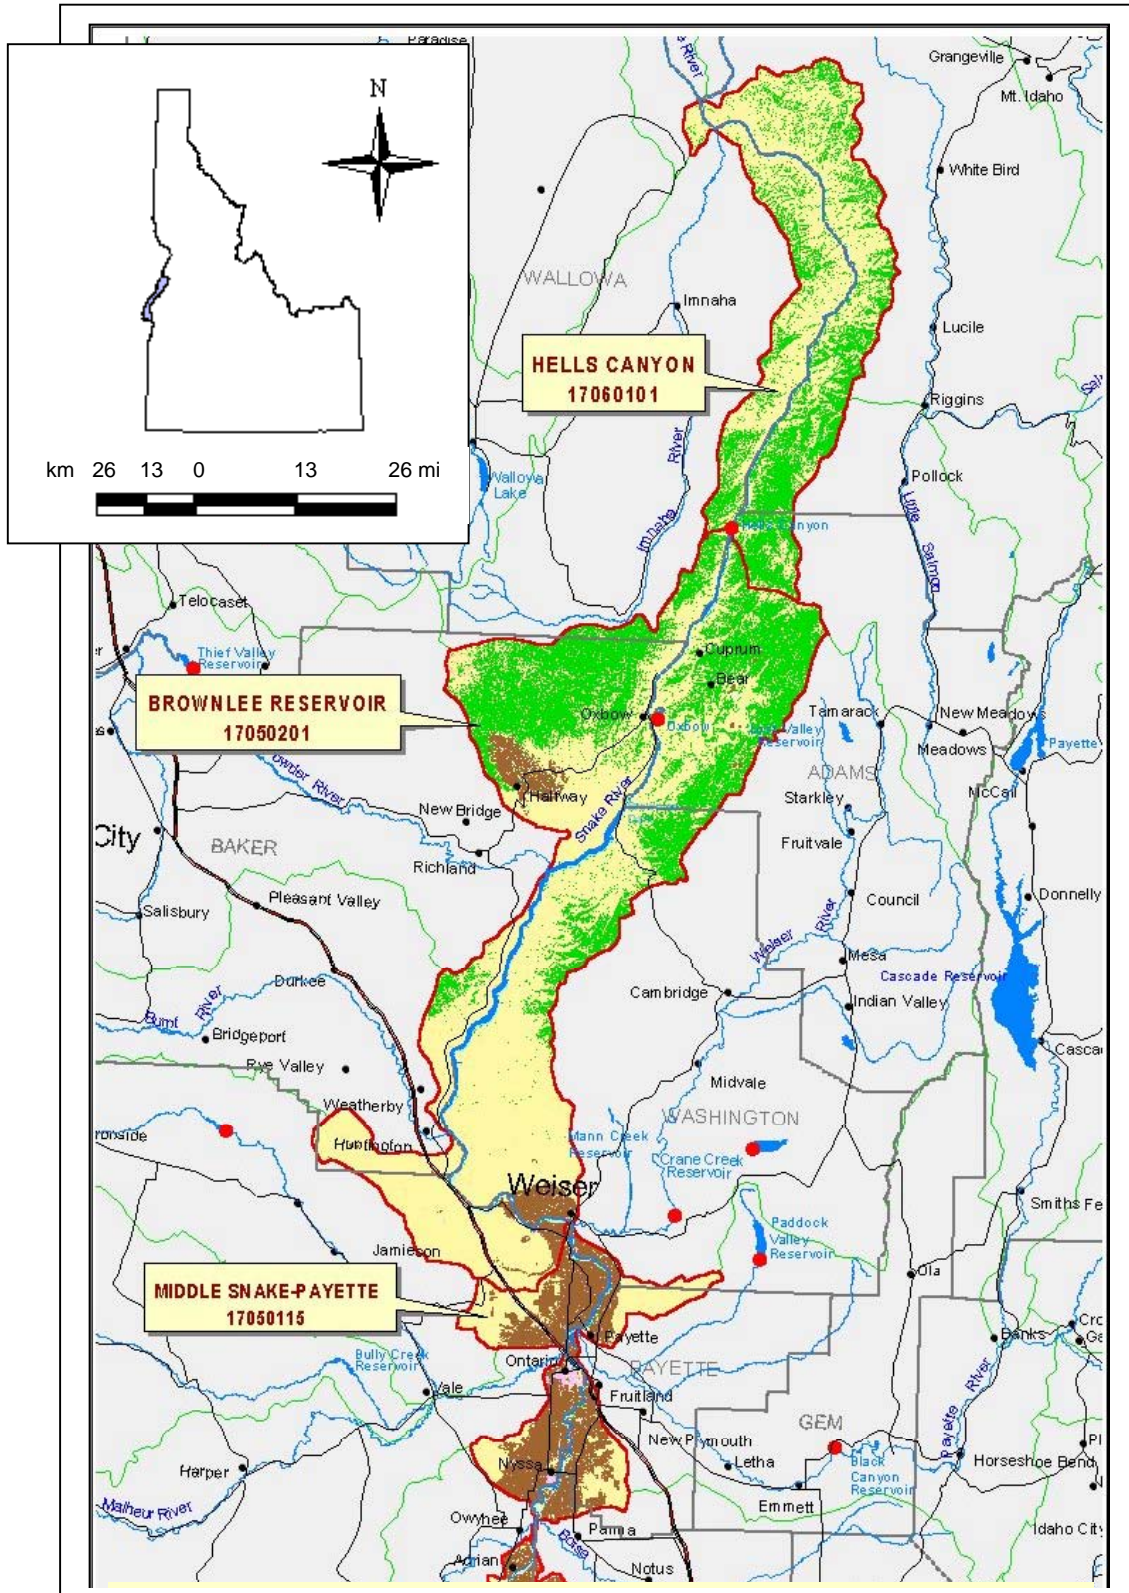 Paradise
River
Grangeville
Mt. Idaho
N
White Bird
WALLOWA
Imnaha
Lucile
HELLS CANYON
17060101
Riggins
km 26 13 0 13 26 mi
Wallowa
Lake
River
Imnaha
Pollock
Little
Salmon
Hells Canyon
Telocaset
Thief Valley
Reservoir
Cuprum
Bear
BROWNLEE RESERVOIR
17050201
Oxbow
Oxbow
Valley
Reservoir
Tamarack
New Meadows
Meadows
Payette
ADAMS
McCall
Halfway
Snake River
Starkley
New Bridge
Fruitvale
City
BAKER
Richland
Pleasant Valley
Council
Donnelly
Salisbury
River
Weiser
Mesa
Cascade Reservoir
Durkee
Cambridge
Indian Valley
River
Burnt
Bridgeport
Rye Valley
Midvale
Weatherby
WASHINGTON
Huntington
Mann Creek
Reservoir
Crane Creek
Reservoir
Weiser
Paddock
Valley
Reservoir
Jamieson
Ola
MIDDLE SNAKE-PAYETTE
17050115
Payette
Banks
Bully Creek
Reservoir
Ontario
PAYETTE
Vale
Fruitland
Payette River
GEM
New Plymouth
Harper
Nyssa
Letha
Black
Canyon
Reservoir
Horseshoe Bend
Malheur River
Emmett
Owyhee
Parma
Boise
Idaho City
Adrian
Notus